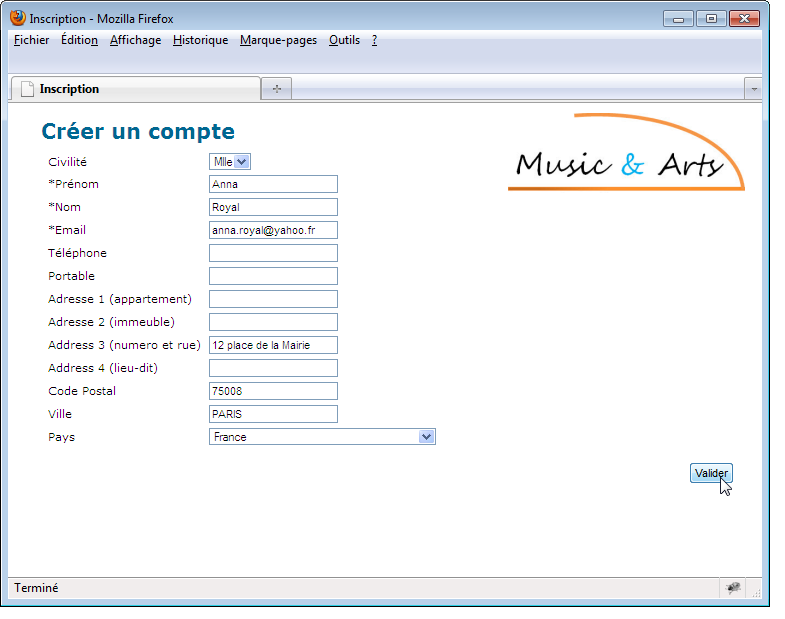 Inscription - Mozilla Firefox
Fichier Édition Affichage Historique Marque-pages Outils ?
Inscription
Créer un compte
Music & Arts
Civilité Mlle
*Prénom Anna
*Nom Royal
*Email anna.royal@yahoo.fr
Téléphone
Portable
Adresse 1 (appartement)
Adresse 2 (immeuble)
Address 3 (numero et rue) 12 place de la Mairie
Address 4 (lieu-dit)
Code Postal 75008
Ville PARIS
Pays France
Valider
Terminé